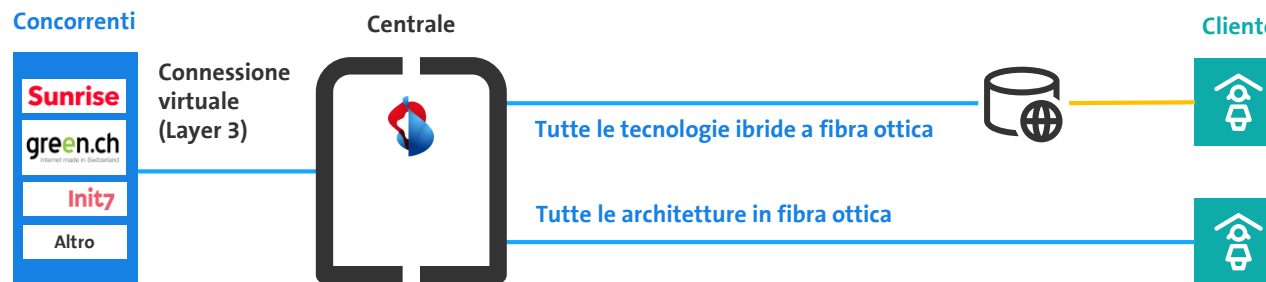 Concorrenti
Centrale
Cliente
Sunrise
green.ch
Internet made in Switzerland
Init7
Altro
Connessione
virtuale
(Layer 3)
Tutte le tecnologie ibride a fibra ottica
Tutte le architetture in fibra ottica